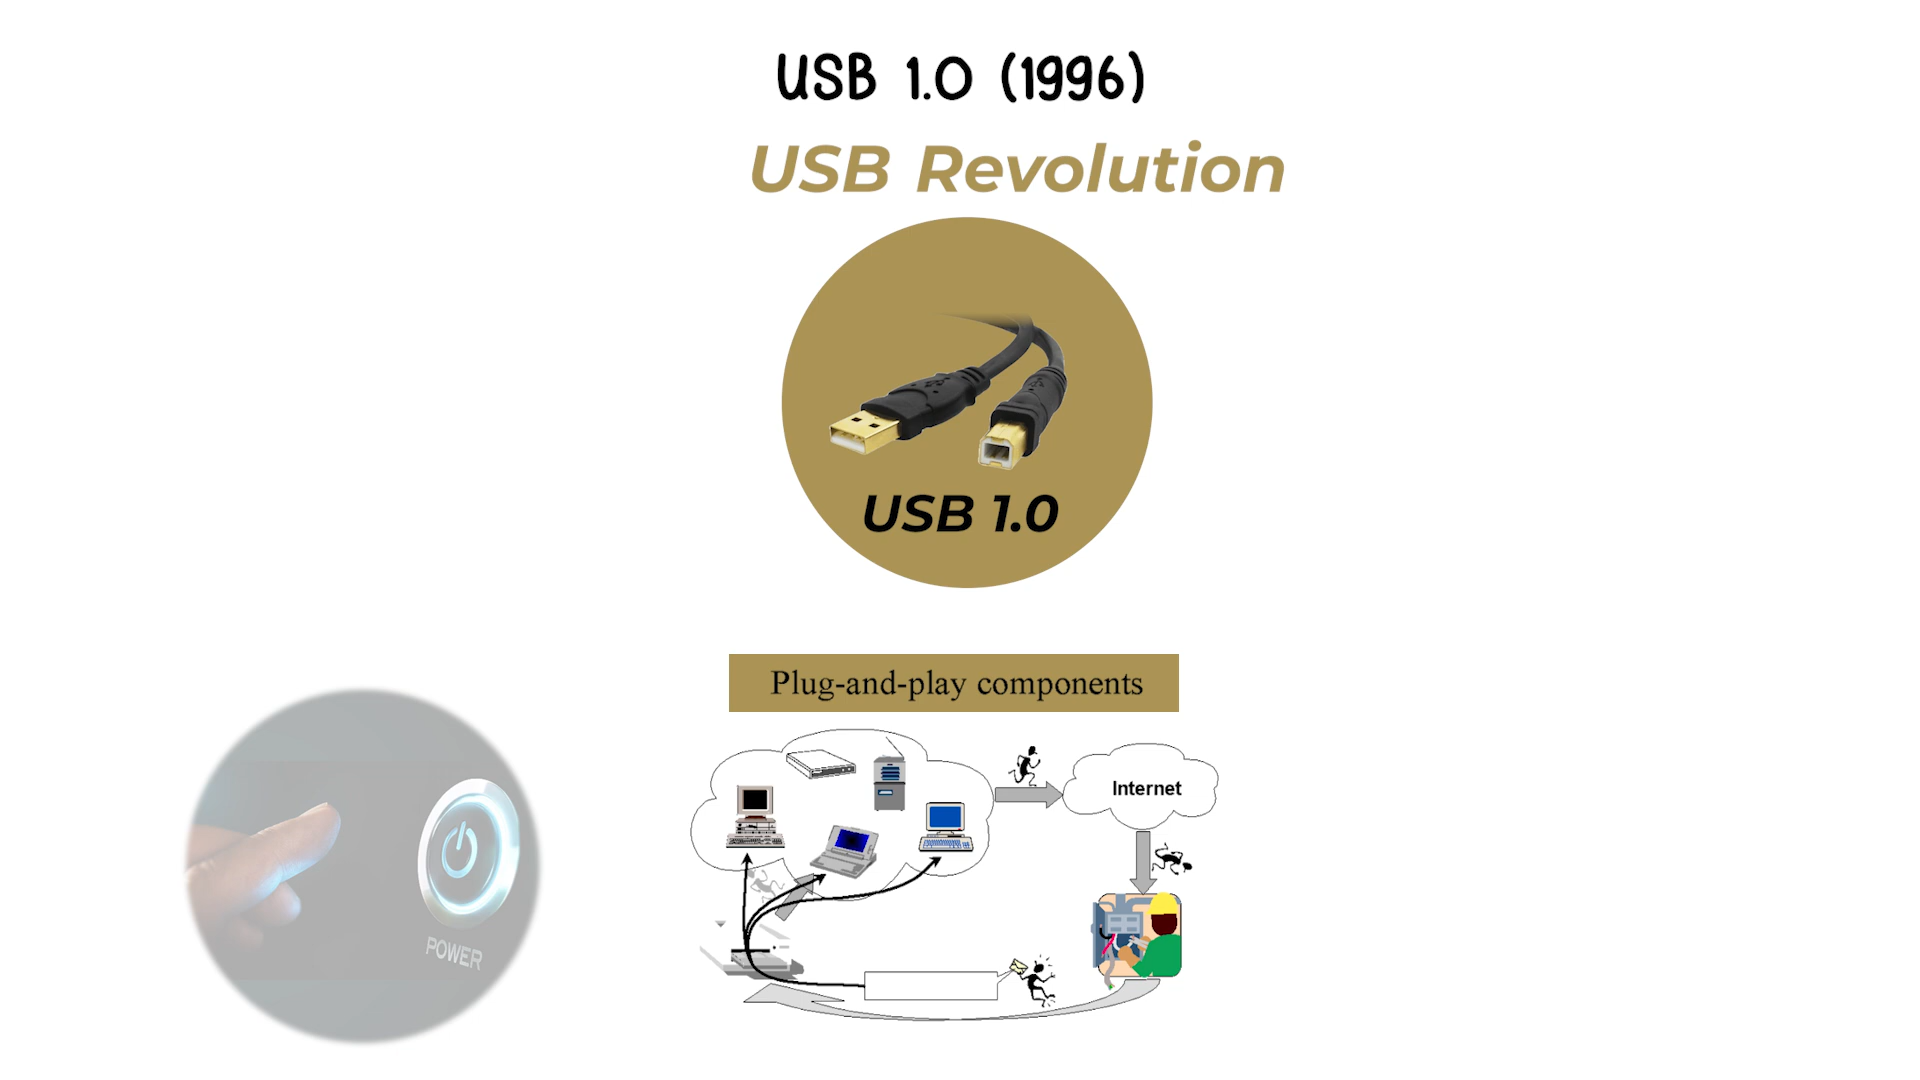 USB 1.0 (1996)
USB Revolution
USB 1.0
Plug-and-play components
Internet
POWER